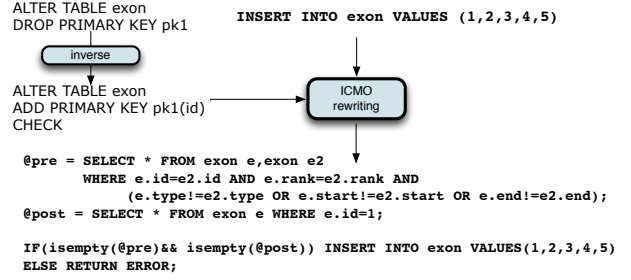 ALTER TABLE exon
DROP PRIMARY KEY pk1
INSERT INTO exon VALUES (1,2,3,4,5)
inverse
ALTER TABLE exon
ADD PRIMARY KEY pk1(id)
CHECK
ICMO
rewriting
@pre = SELECT * FROM exon e,exon e2
WHERE e.id=e2.id AND e.rank=e2.rank AND
(e.type!=e2.type OR e.start!=e2.start OR e.end!=e2.end);
@post = SELECT * FROM exon e WHERE e.id=1;
IF(isempty(@pre)&& isempty(@post)) INSERT INTO exon VALUES(1,2,3,4,5)
ELSE RETURN ERROR;